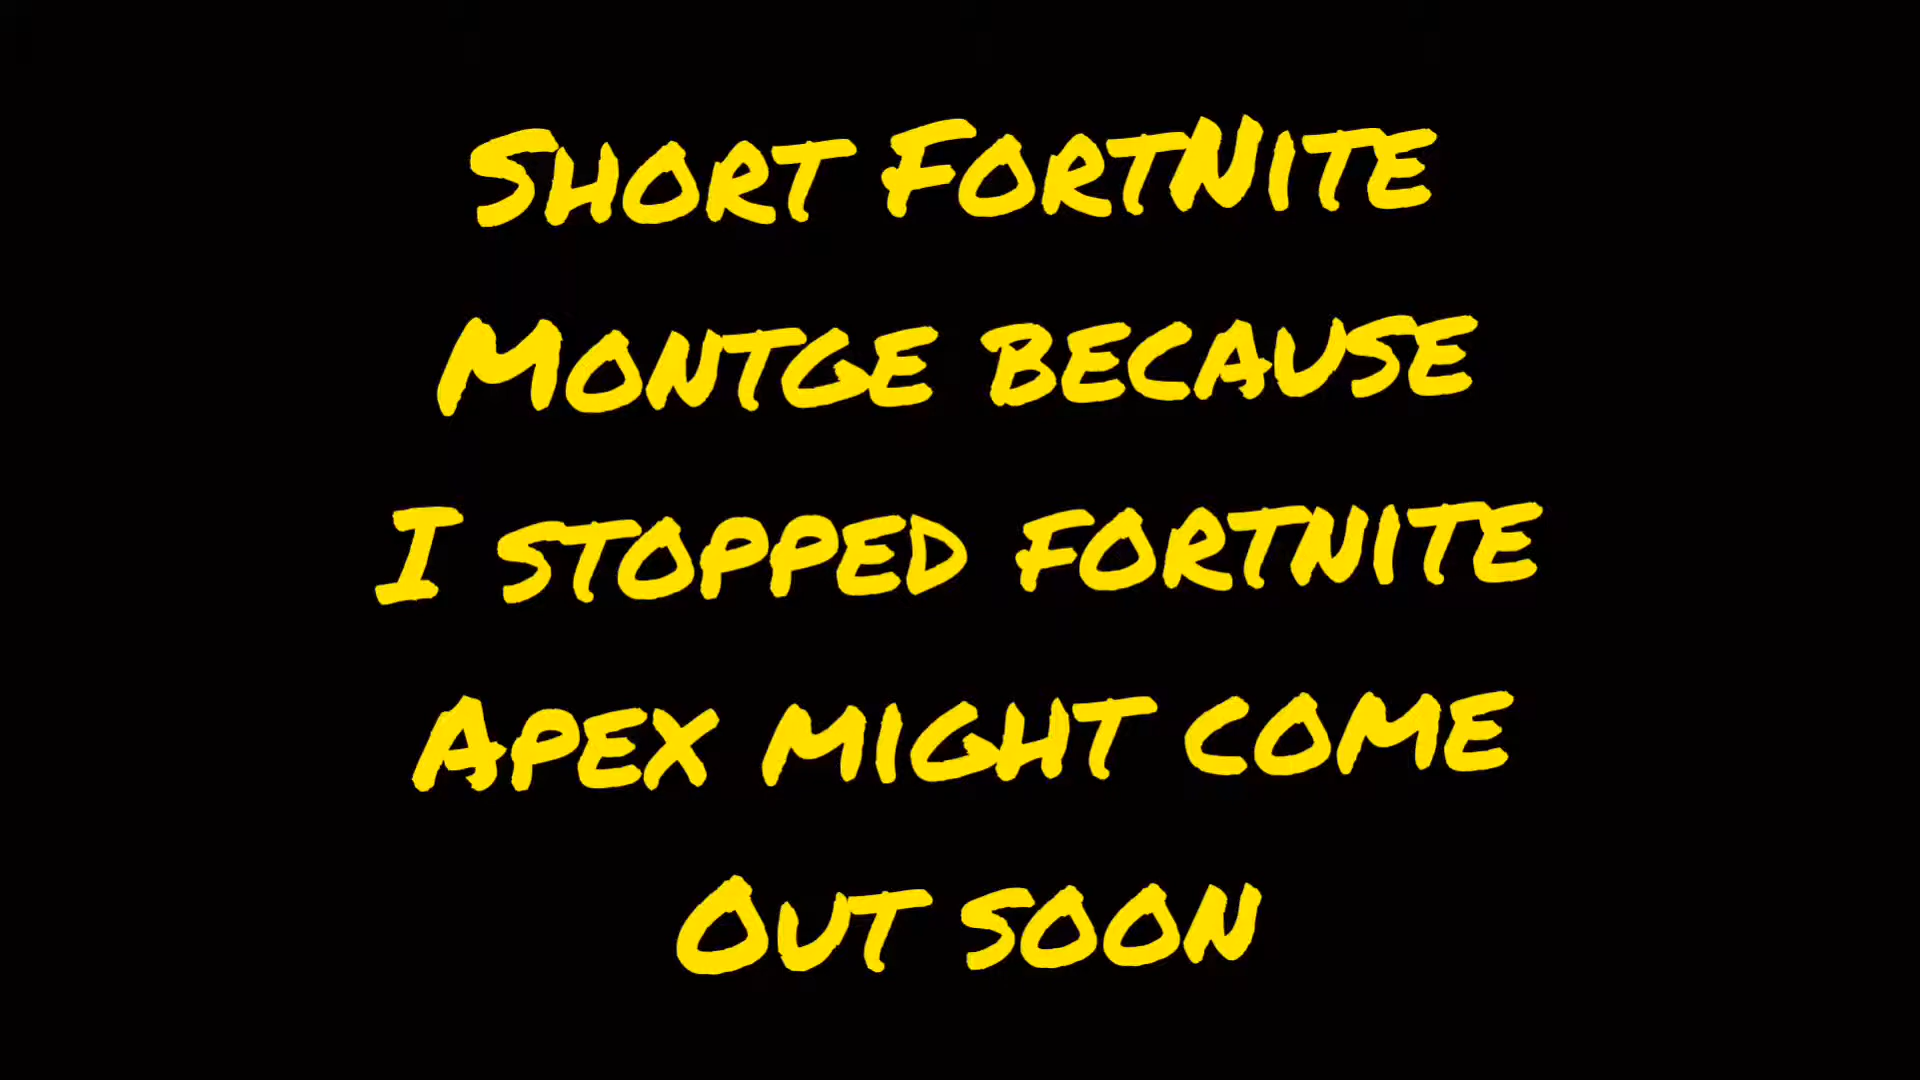 Short FortNite
Montge because
I stopped fortnite
Apex might come
Out soon